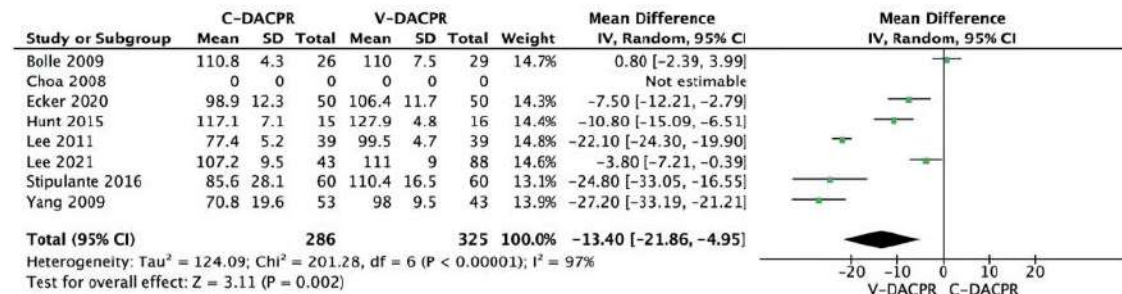 C-DACPR V-DACPR Mean Difference Mean Difference
Study or Subgroup Mean SD Total Mean SD Total Weight IV, Random, 95% CI IV, Random, 95% CI
Bolle 2009 110.8 4.3 26 110 7.5 29 14.7% 0.80 [-2.39, 3.99]
Choa 2008 0 0 0 0 0 0 Not estimable
Ecker 2020 98.9 12.3 50 106.4 11.7 50 14.3% -7.50 [-12.21, -2.79]
Hunt 2015 117.1 7.1 15 127.9 4.8 16 14.4% -10.80 [-15.09, -6.51]
Lee 2011 77.4 5.2 39 99.5 4.7 39 14.8% -22.10 [-24.30, -19.90]
Lee 2021 107.2 9.5 43 111 9 88 14.6% -3.80 [-7.21, -0.39]
Stipulante 2016 85.6 28.1 60 110.4 16.5 60 13.1% -24.80 [-33.05, -16.55]
Yang 2009 70.8 19.6 53 98 9.5 43 13.9% -27.20 [-33.19, -21.21]
Total (95% CI) 286 325 100.0% -13.40 [-21.86, -4.95]
Heterogeneity: Tau² = 124.09; Chi² = 201.28, df = 6 (P < 0.00001); I² = 97%
Test for overall effect: Z = 3.11 (P = 0.002)
-20 -10 0 10 20
V-DACPR C-DACPR